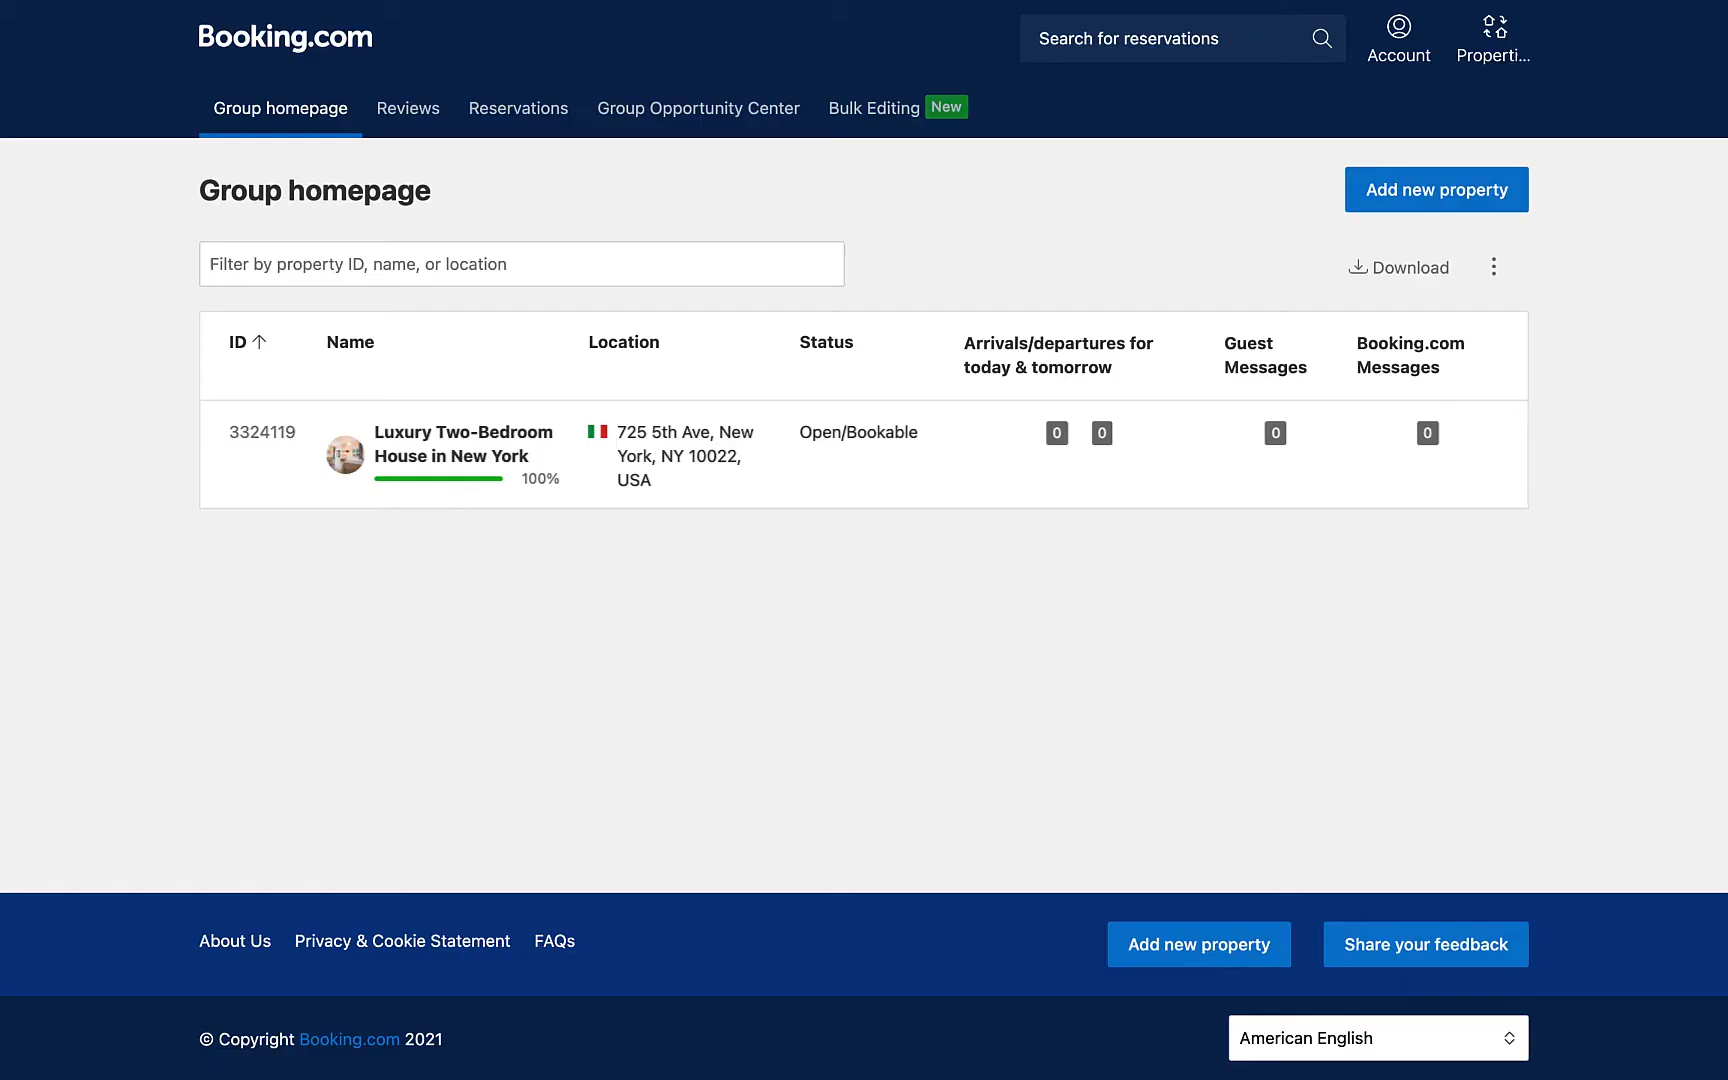 Booking.com
Search for reservations
Account
Properti...
Group homepage
Reviews
Reservations
Group Opportunity Center
Bulk Editing
New
Group homepage
Add new property
Filter by property ID, name, or location
Download
ID
Name
Location
Status
Arrivals/departures for
today & tomorrow
Guest
Messages
Booking.com
Messages
3324119
Luxury Two-Bedroom
House in New York
100%
725 5th Ave, New
York, NY 10022,
USA
Open/Bookable
0
0
0
0
About Us
Privacy & Cookie Statement
FAQs
Add new property
Share your feedback
© Copyright Booking.com 2021
American English